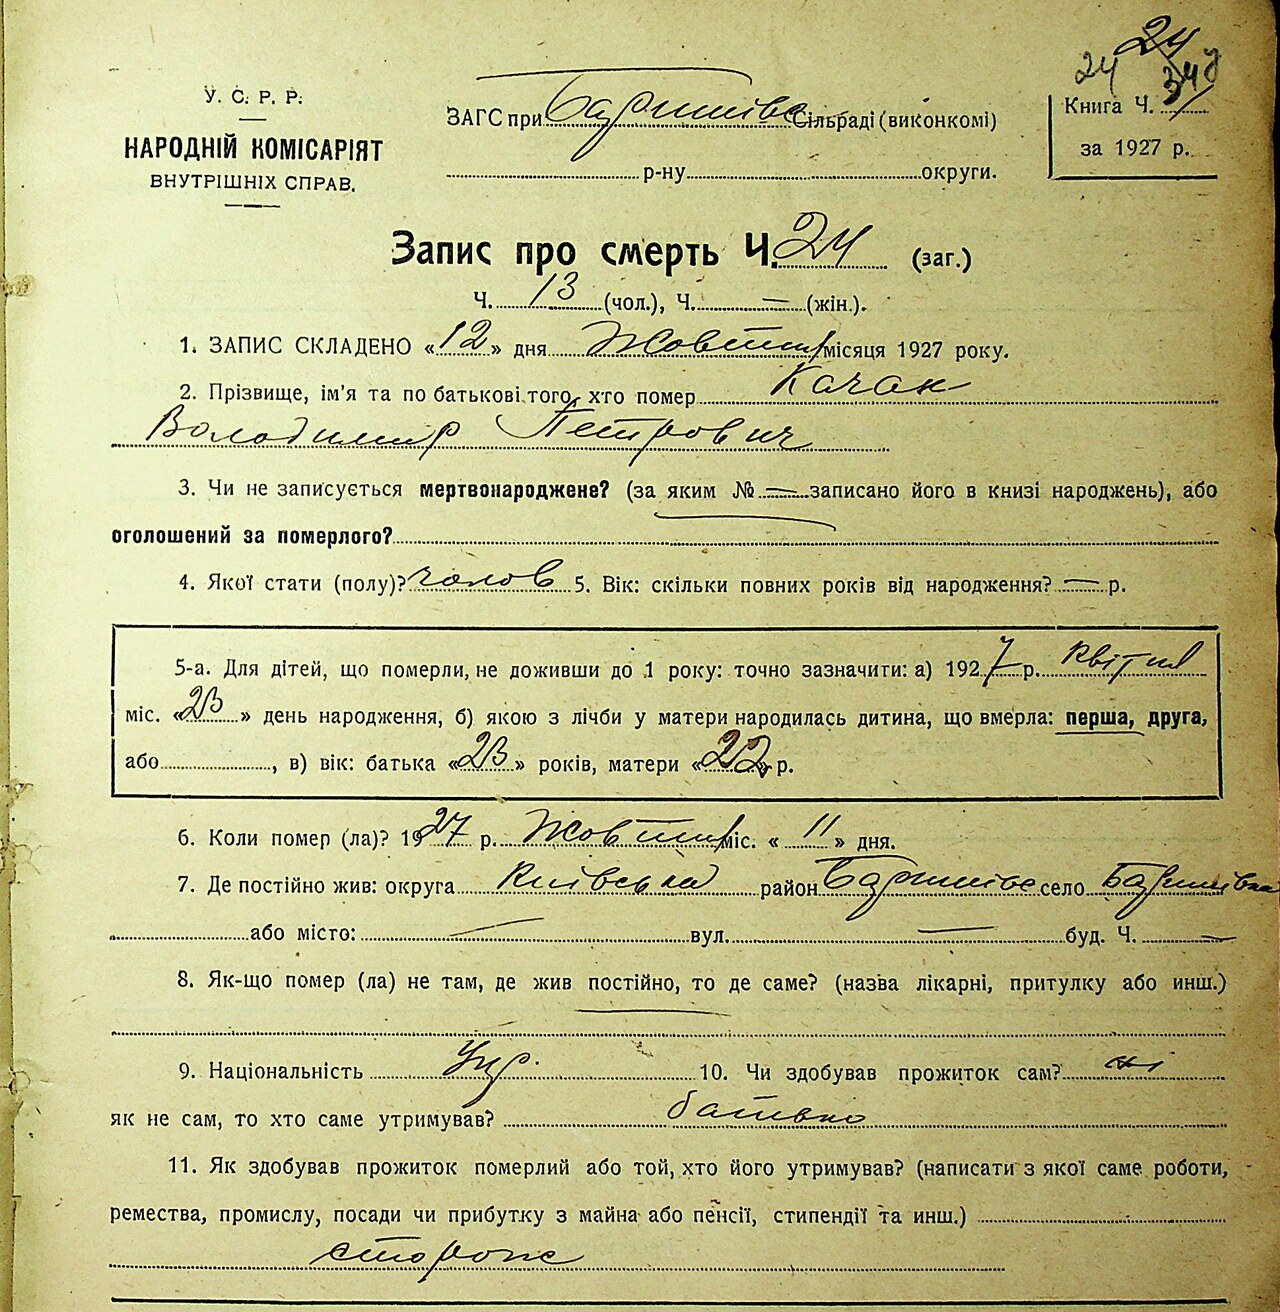 24
24 347
У. С. Р. Р.
НАРОДНІЙ КОМІСАРІЯТ
ВНУТРІШНІХ СПРАВ.
ЗАГС при Баришівс Сільраді (виконкомі)
р-ну округи.
Книга Ч.
за 1927 р.
Запис про смерть Ч. 24 (заг.)
Ч. 13 (чол.), Ч. — (жін.).
1. ЗАПИС СКЛАДЕНО «12» дня Жовтня місяця 1927 року.
2. Прізвище, ім'я та по батькові того, хто помер Качан
Володимир Петрович
3. Чи не записується мертвонароджене? (за яким № — записано його в книзі народжень), або
оголошений за померлого?
4. Якої стати (полу)? чолов 5. Вік: скільки повних років від народження? — р.
5-а. Для дітей, що померли, не доживши до 1 року: точно зазначити: а) 1927 р. квітня
міс. «23» день народження, б) якою з лічби у матери народилась дитина, що вмерла: перша, друга,
або , в) вік: батька «23» років, матери «22» р.
6. Коли помер (ла)? 1927 р. Жовтня міс. «11» дня.
7. Де постійно жив: округа Київська район Баришівс село Баришівка
або місто: — вул. — буд. Ч. —
8. Як-що помер (ла) не там, де жив постійно, то де саме? (назва лікарні, притулку або инш.)
9. Національність Укр. 10. Чи здобував прожиток сам? ні
як не сам, то хто саме утримував? батько
11. Як здобував прожиток померлий або той, хто його утримував? (написати з якої саме роботи,
ремества, промислу, посади чи прибутку з майна або пенсії, стипендії та инш.)
сторож